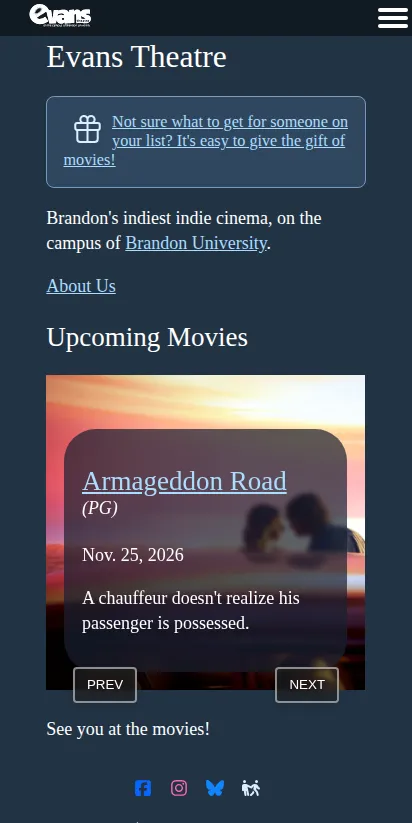 evans
Evans Theatre
Not sure what to get for someone on
your list? It's easy to give the gift of
movies!
Brandon's indiest indie cinema, on the
campus of Brandon University.
About Us
Upcoming Movies
Armageddon Road
(PG)
Nov. 25, 2026
A chauffeur doesn't realize his
passenger is possessed.
PREV
NEXT
See you at the movies!